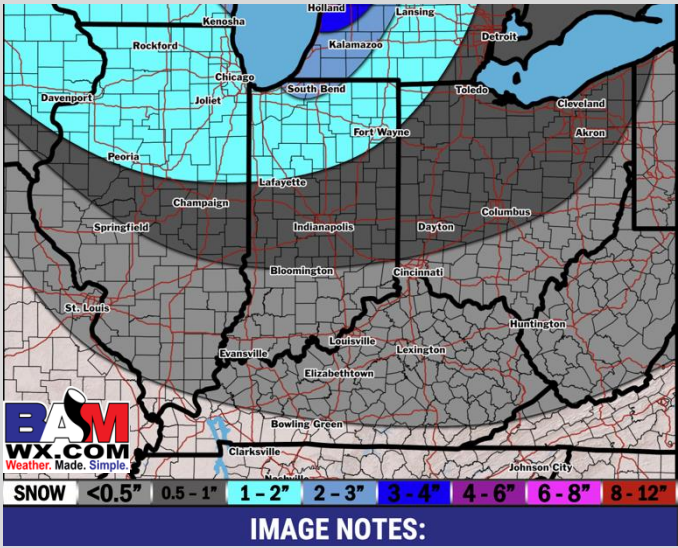 Holland
Lansing
Kenosha
Rockford
Kalamazoo
Detroit
Chicago
South Bend
Toledo
Davenport
Joliet
Cleveland
Fort Wayne
Akron
Peoria
Lafayette
Champaign
Columbus
Springfield
Indianapolis
Dayton
Bloomington
Cincinnati
St. Louis
Huntington
Louisville
Evansville
Lexington
Elizabethtown
BAM
WX.COM
Weather. Made. Simple.
Bowling Green
Clarksville
Johnson City
Nashville
SNOW <0.5" 0.5 - 1" 1 - 2" 2 - 3" 3 - 4" 4 - 6" 6 - 8" 8 - 12"
IMAGE NOTES: